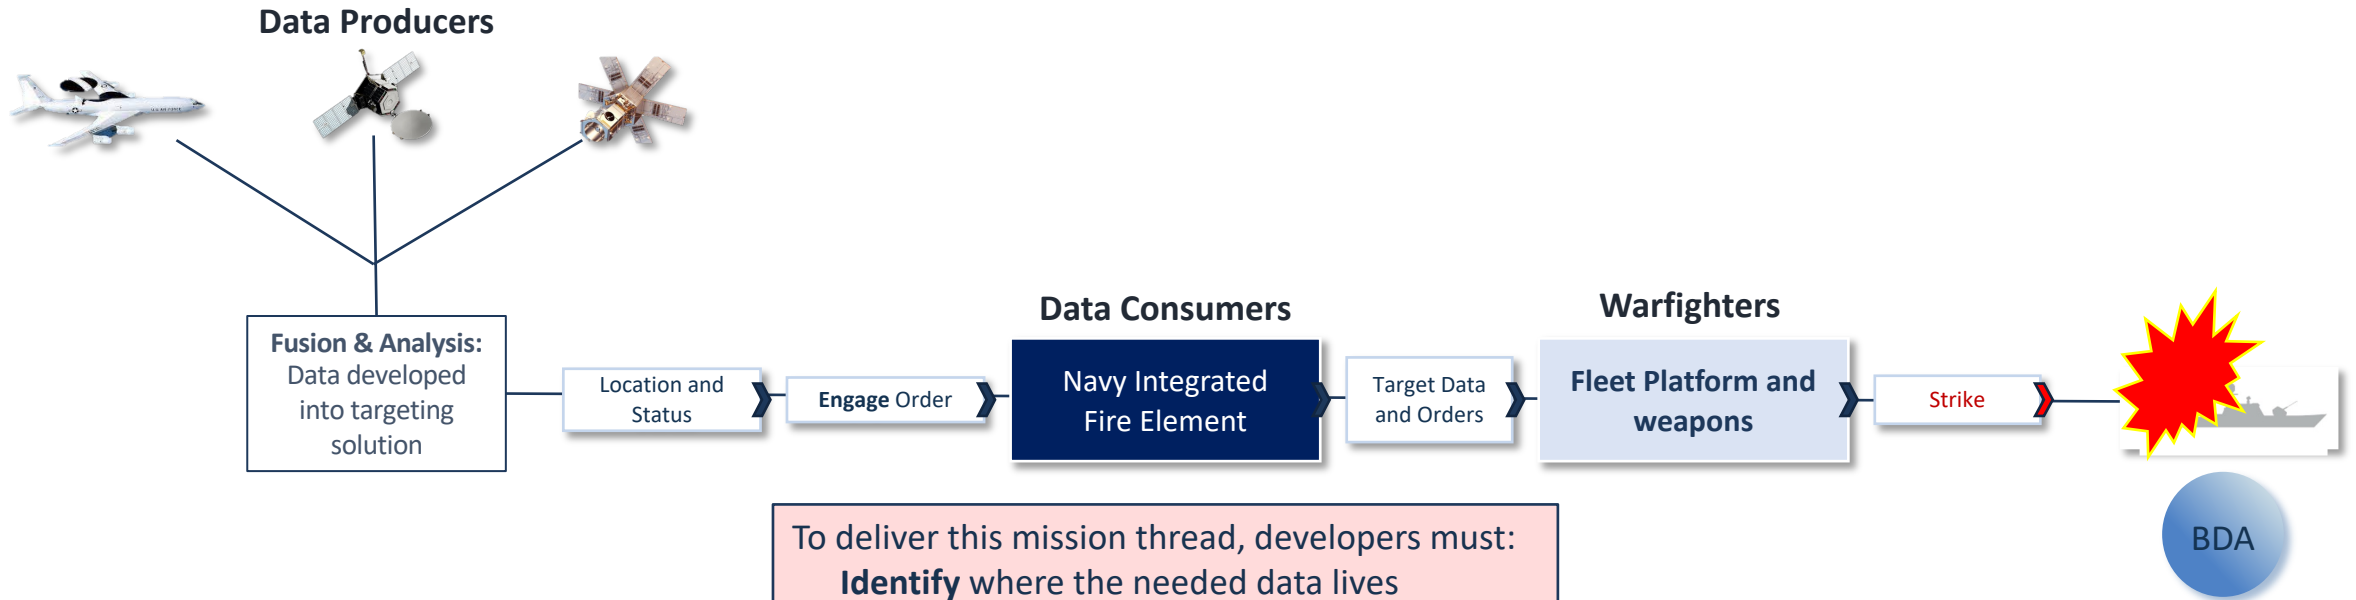 Data Producers
Fusion & Analysis:
Data developed
into targeting
solution
Location and
Status
Engage Order
Data Consumers
Navy Integrated
Fire Element
Target Data
and Orders
Warfighters
Fleet Platform and
weapons
Strike
BDA
To deliver this mission thread, developers must:
Identify where the needed data lives